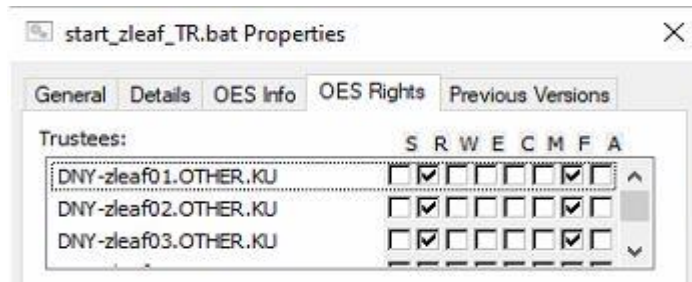 start_zleaf_TR.bat Properties
General Details OES Info OES Rights Previous Versions
Trustees: S R W E C M F A
DNY-zleaf01.OTHER.KU
DNY-zleaf02.OTHER.KU
DNY-zleaf03.OTHER.KU